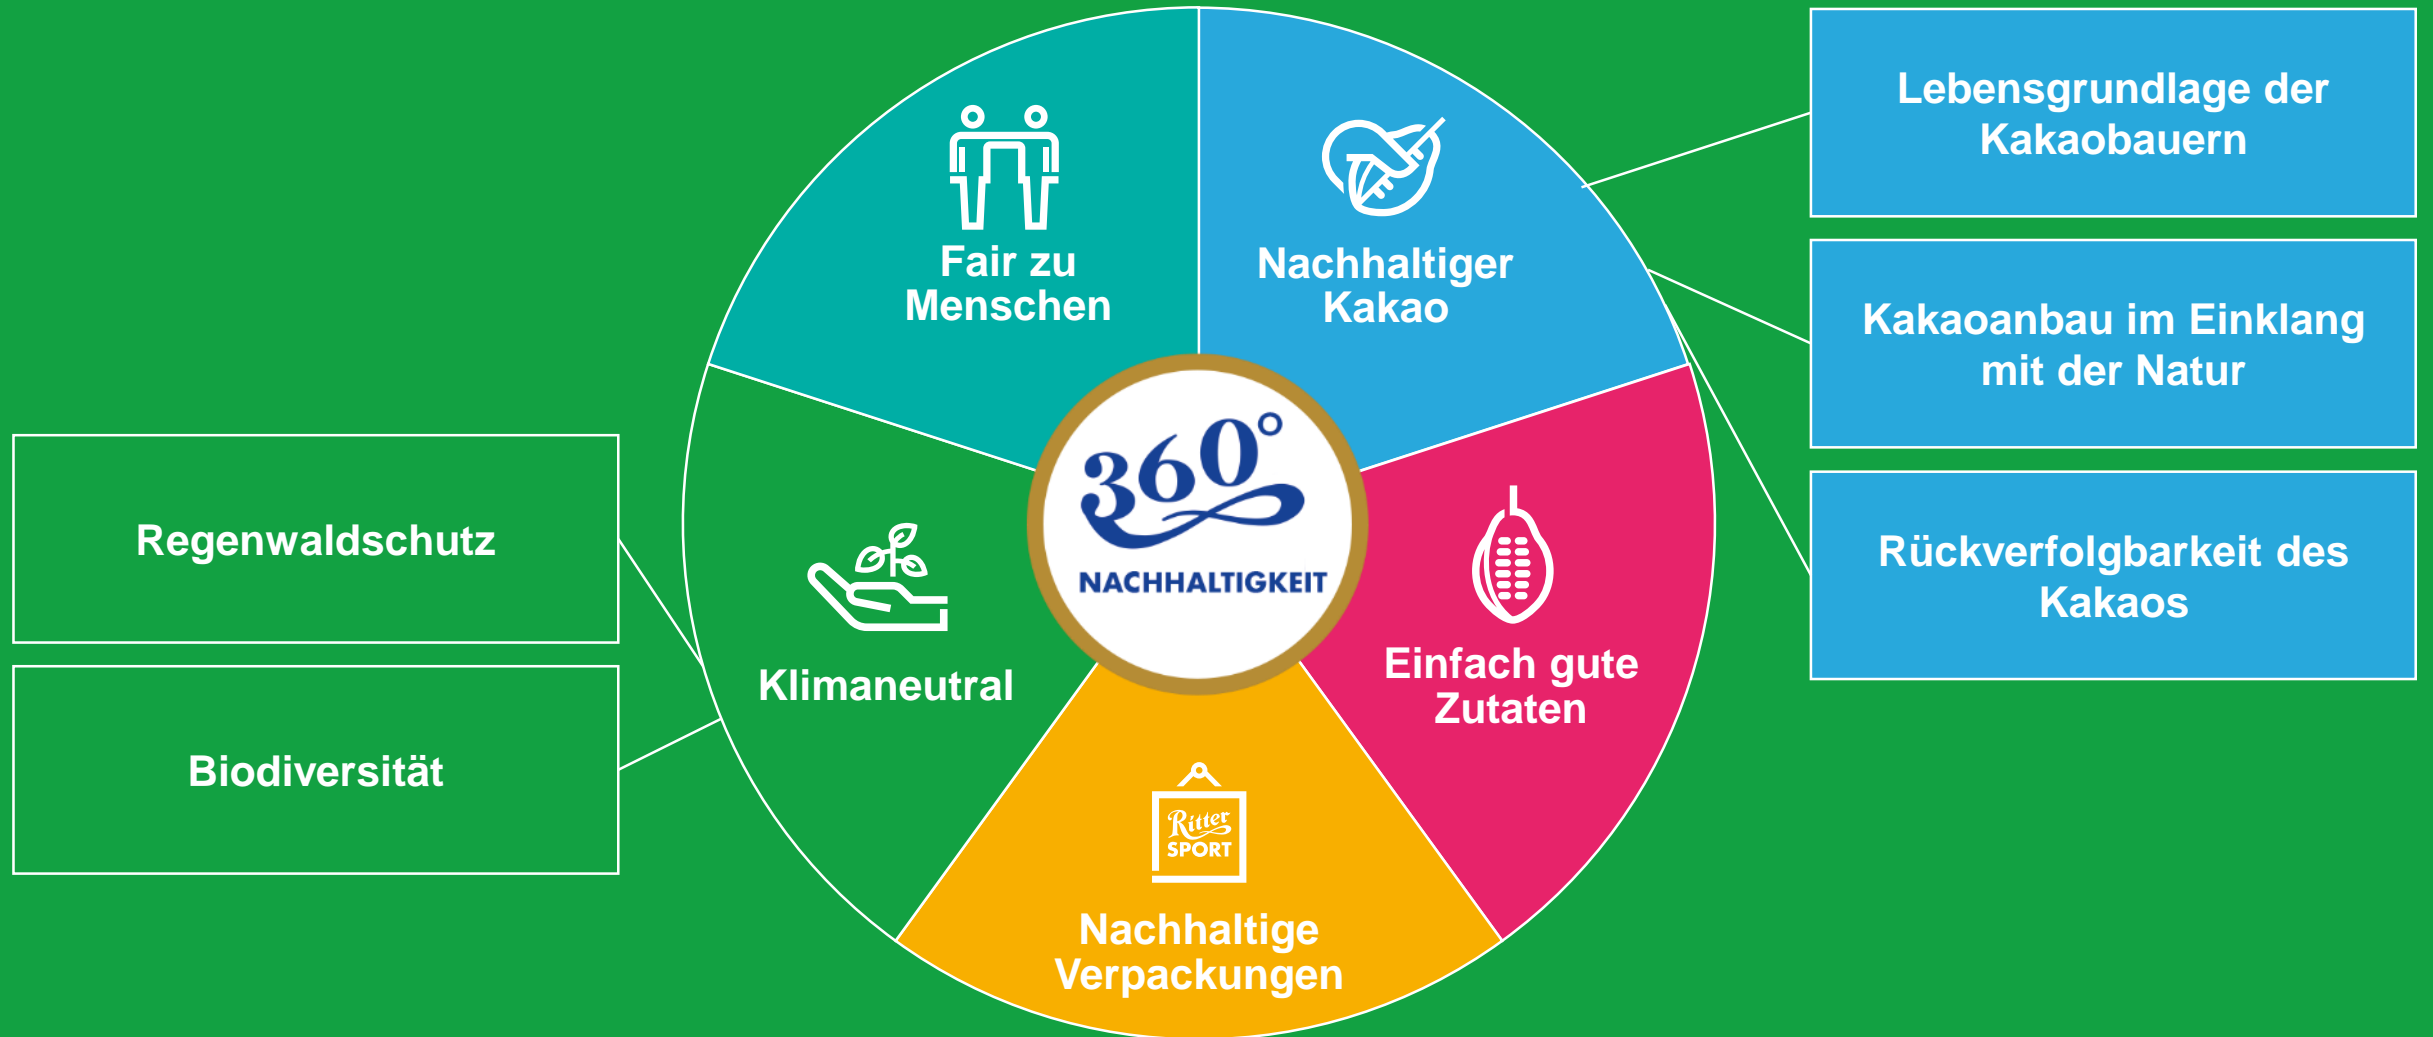 Fair zu
Menschen
Nachhaltiger
Kakao
Lebensgrundlage der
Kakaobauern
Kakaoanbau im Einklang
mit der Natur
Rückverfolgbarkeit des
Kakaos
360°
NACHHALTIGKEIT
Regenwaldschutz
Biodiversität
Klimaneutral
Einfach gute
Zutaten
Ritter
SPORT
Nachhaltige
Verpackungen